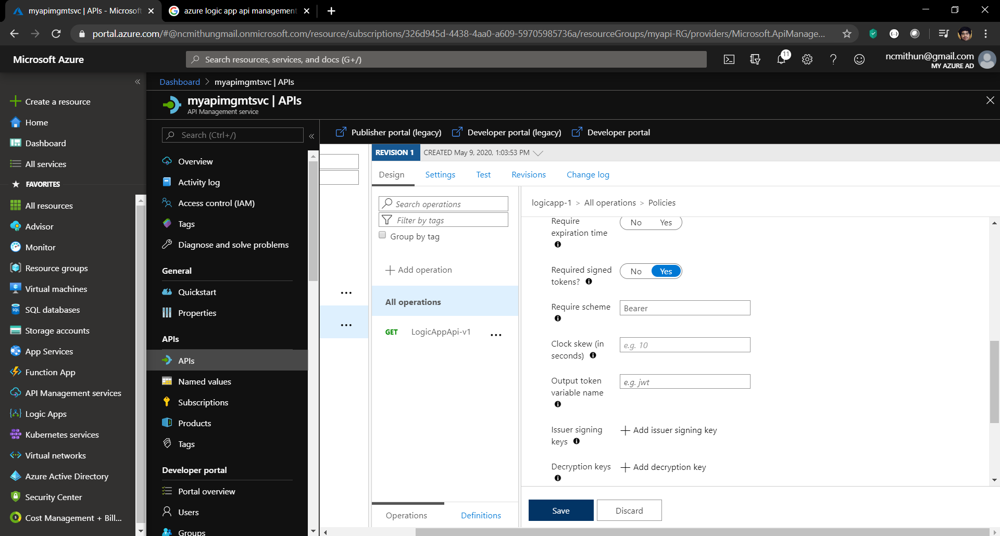 myapimgmtsvc | APIs - Microsoft
azure logic app api management
portal.azure.com/#@ncmithungmail.onmicrosoft.com/resource/subscriptions/326d945d-4438-4aa0-a609-59705985736a/resourceGroups/myapi-RG/providers/Microsoft.ApiManage...
Microsoft Azure
Search resources, services, and docs (G+/)
11
ncmithun@gmail.com
MY AZURE AD
Create a resource
Home
Dashboard
All services
FAVORITES
All resources
Advisor
Monitor
Resource groups
Virtual machines
SQL databases
Storage accounts
App Services
Function App
API Management services
Logic Apps
Kubernetes services
Virtual networks
Azure Active Directory
Security Center
Cost Management + Bill...
Dashboard > myapimgmtsvc | APIs
myapimgmtsvc | APIs
API Management service
Search (Ctrl+/)
Overview
Activity log
Access control (IAM)
Tags
Diagnose and solve problems
General
Quickstart
Properties
APIs
APIs
Named values
Subscriptions
Products
Tags
Developer portal
Portal overview
Users
Groups
Publisher portal (legacy)
Developer portal (legacy)
Developer portal
REVISION 1
CREATED May 9, 2020, 1:03:53 PM
Design
Settings
Test
Revisions
Change log
Search operations
Filter by tags
Group by tag
Add operation
All operations
GET LogicAppApi-v1
Operations
Definitions
logicapp-1 > All operations > Policies
Require
expiration time
No Yes
Required signed
tokens?
No Yes
Require scheme
Bearer
Clock skew (in
seconds)
e.g. 10
Output token
variable name
e.g. jwt
Issuer signing
keys
Add issuer signing key
Decryption keys
Add decryption key
Save
Discard